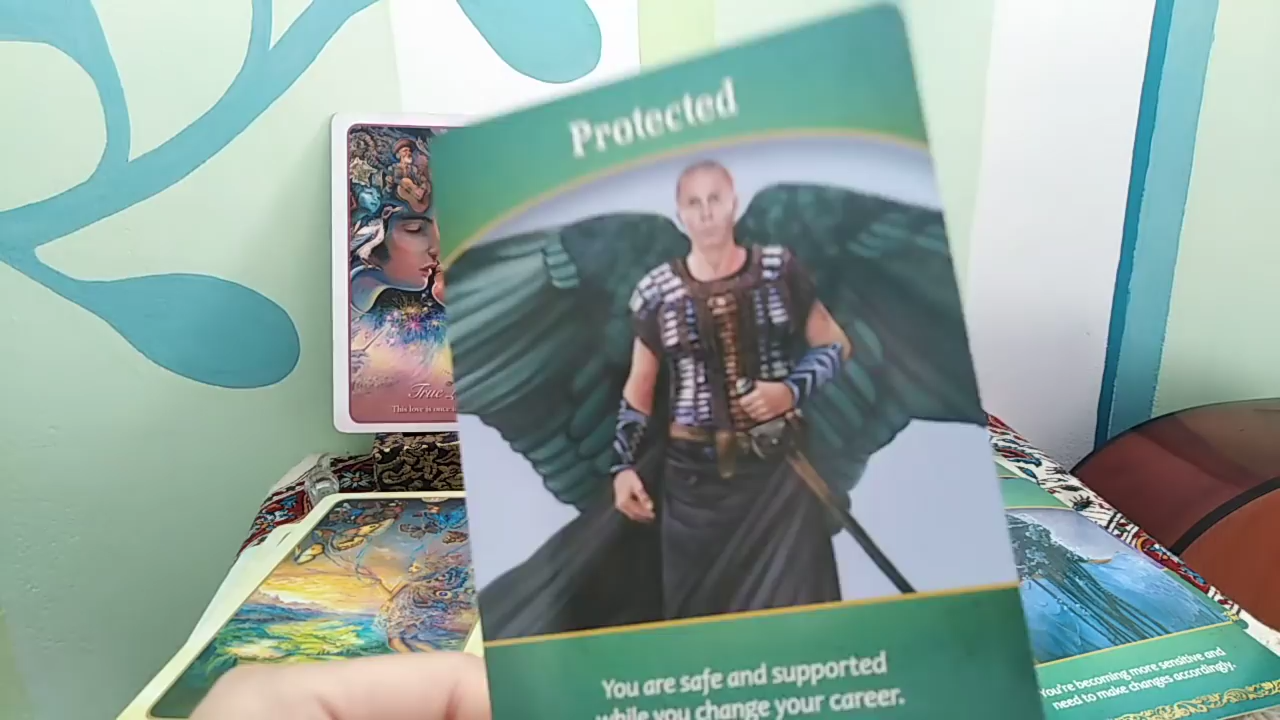 Protected
You are safe and supported
while you change your career.
True
This love is once
You're becoming more sensitive and
need to make changes accordingly.